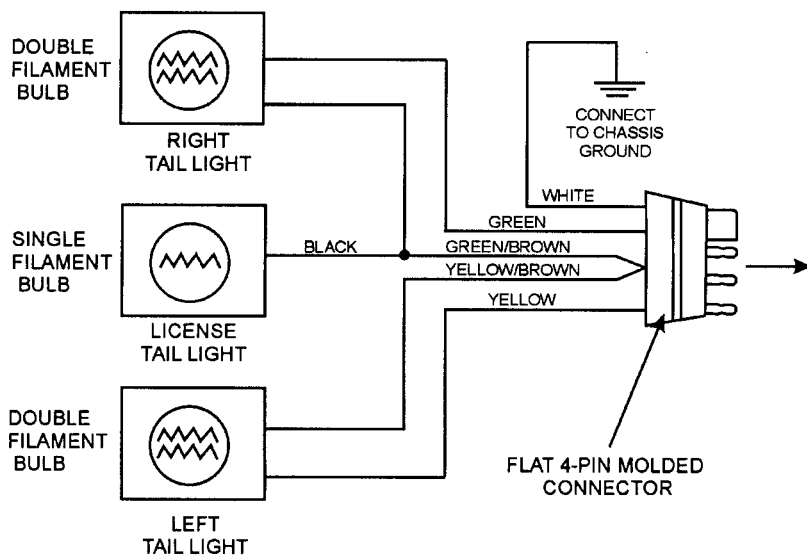 DOUBLE
FILAMENT
BULB
RIGHT
TAIL LIGHT
CONNECT
TO CHASSIS
GROUND
WHITE
GREEN
SINGLE
FILAMENT
BULB
BLACK
GREEN/BROWN
YELLOW/BROWN
YELLOW
LICENSE
TAIL LIGHT
DOUBLE
FILAMENT
BULB
FLAT 4-PIN MOLDED
CONNECTOR
LEFT
TAIL LIGHT